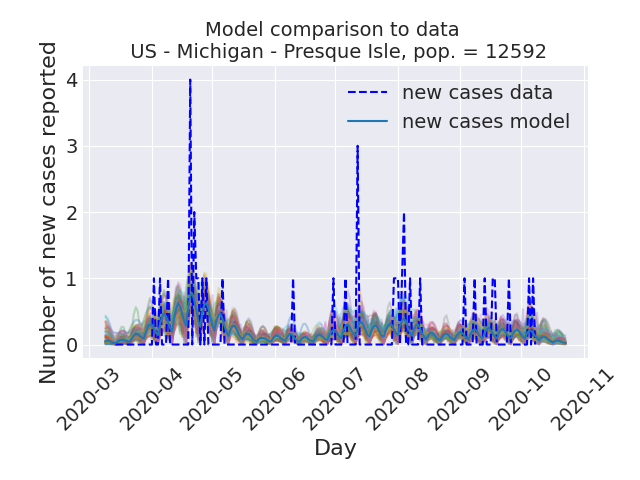 Model comparison to data
US - Michigan - Presque Isle, pop. = 12592
Number of new cases reported
4
3
2
1
0
new cases data
new cases model
2020-03
2020-04
2020-05
2020-06
2020-07
2020-08
2020-09
2020-10
2020-11
Day